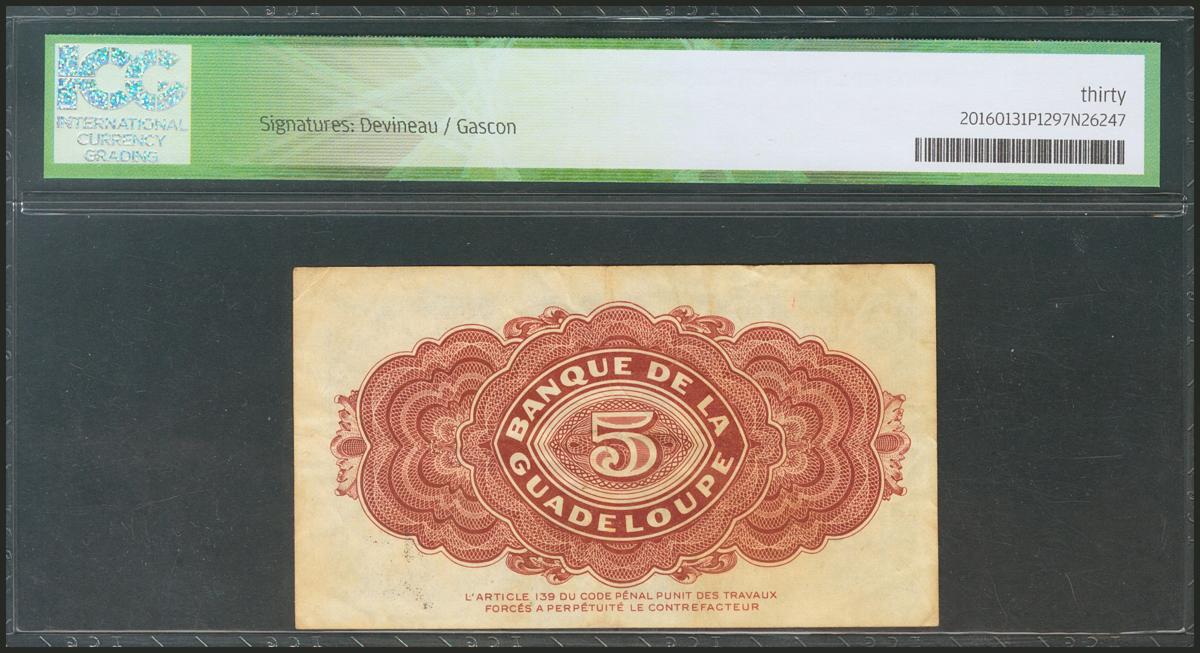 ICG
INTERNATIONAL
CURRENCY
GRADING
Signatures: Devineau / Gascon
thirty
20160131P1297N26247
BANQUE DE LA
5
GUADELOUPE
L'ARTICLE 139 DU CODE PÉNAL PUNIT DES TRAVAUX
FORCÉS A PERPÉTUITÉ LE CONTREFACTEUR